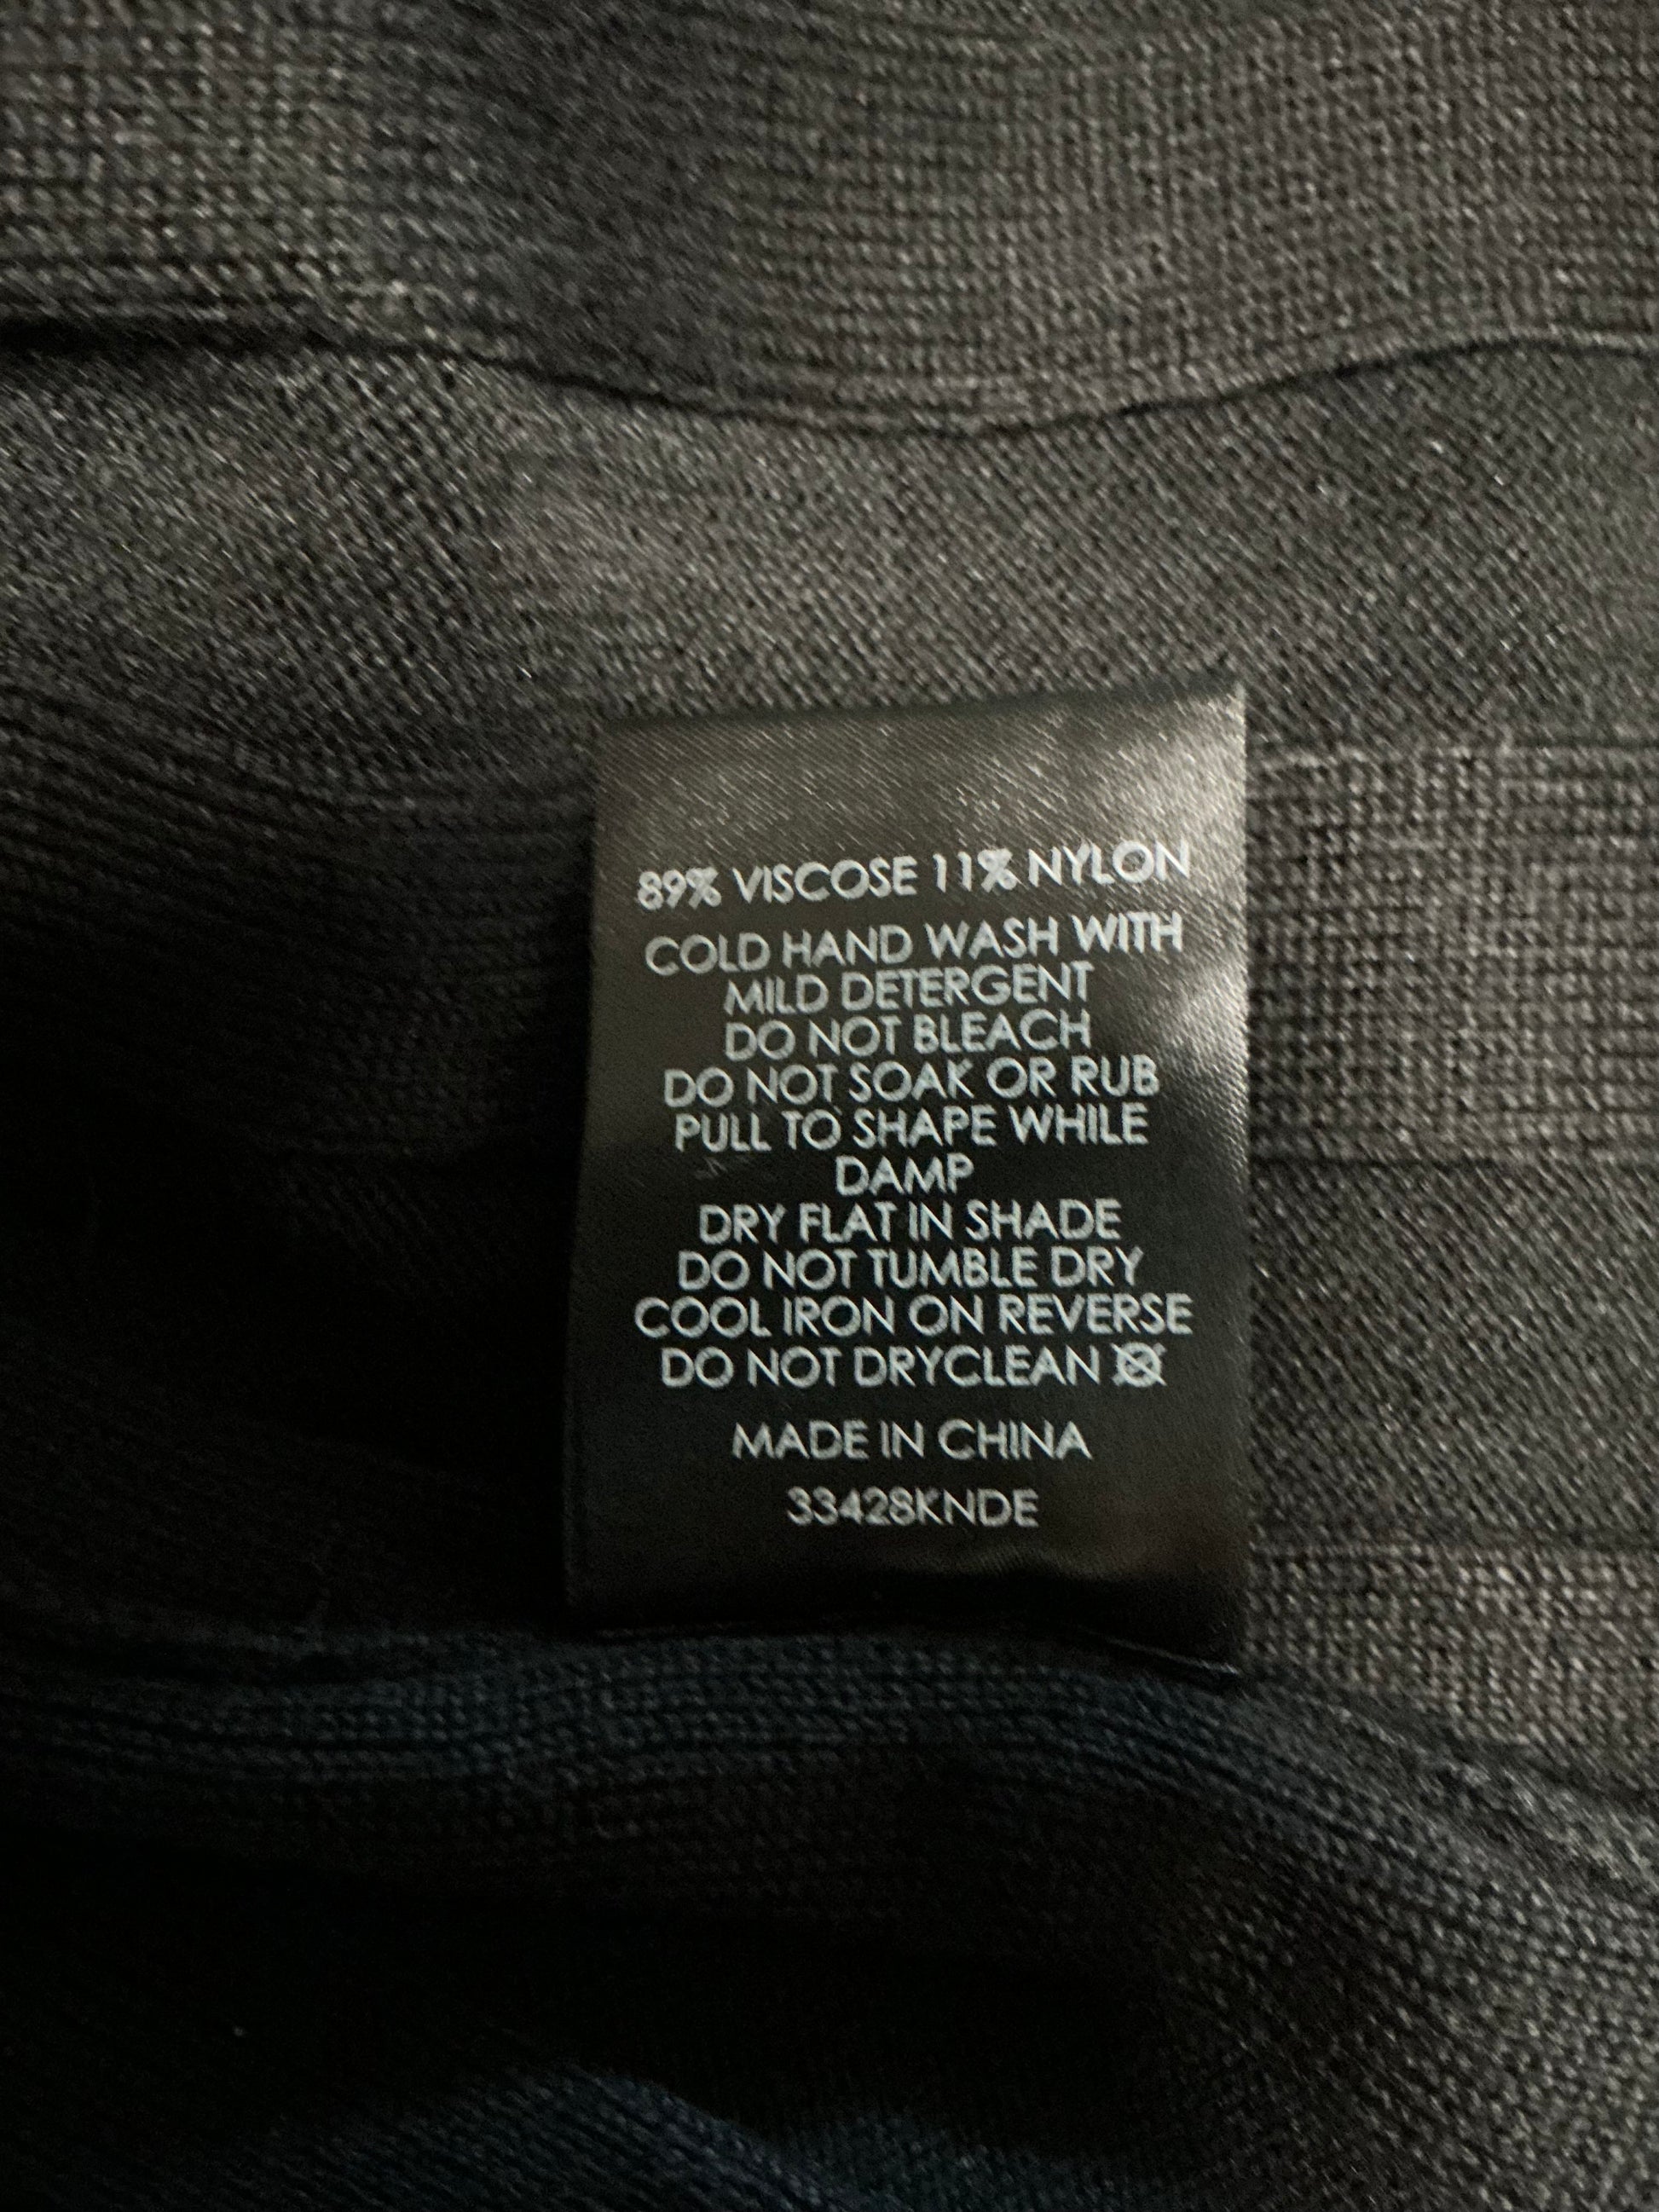 89% VISCOSE 11% NYLON
COLD HAND WASH WITH
MILD DETERGENT
DO NOT BLEACH
DO NOT SOAK OR RUB
PULL TO SHAPE WHILE
DAMP
DRY FLAT IN SHADE
DO NOT TUMBLE DRY
COOL IRON ON REVERSE
DO NOT DRYCLEAN
MADE IN CHINA
33428KNDE